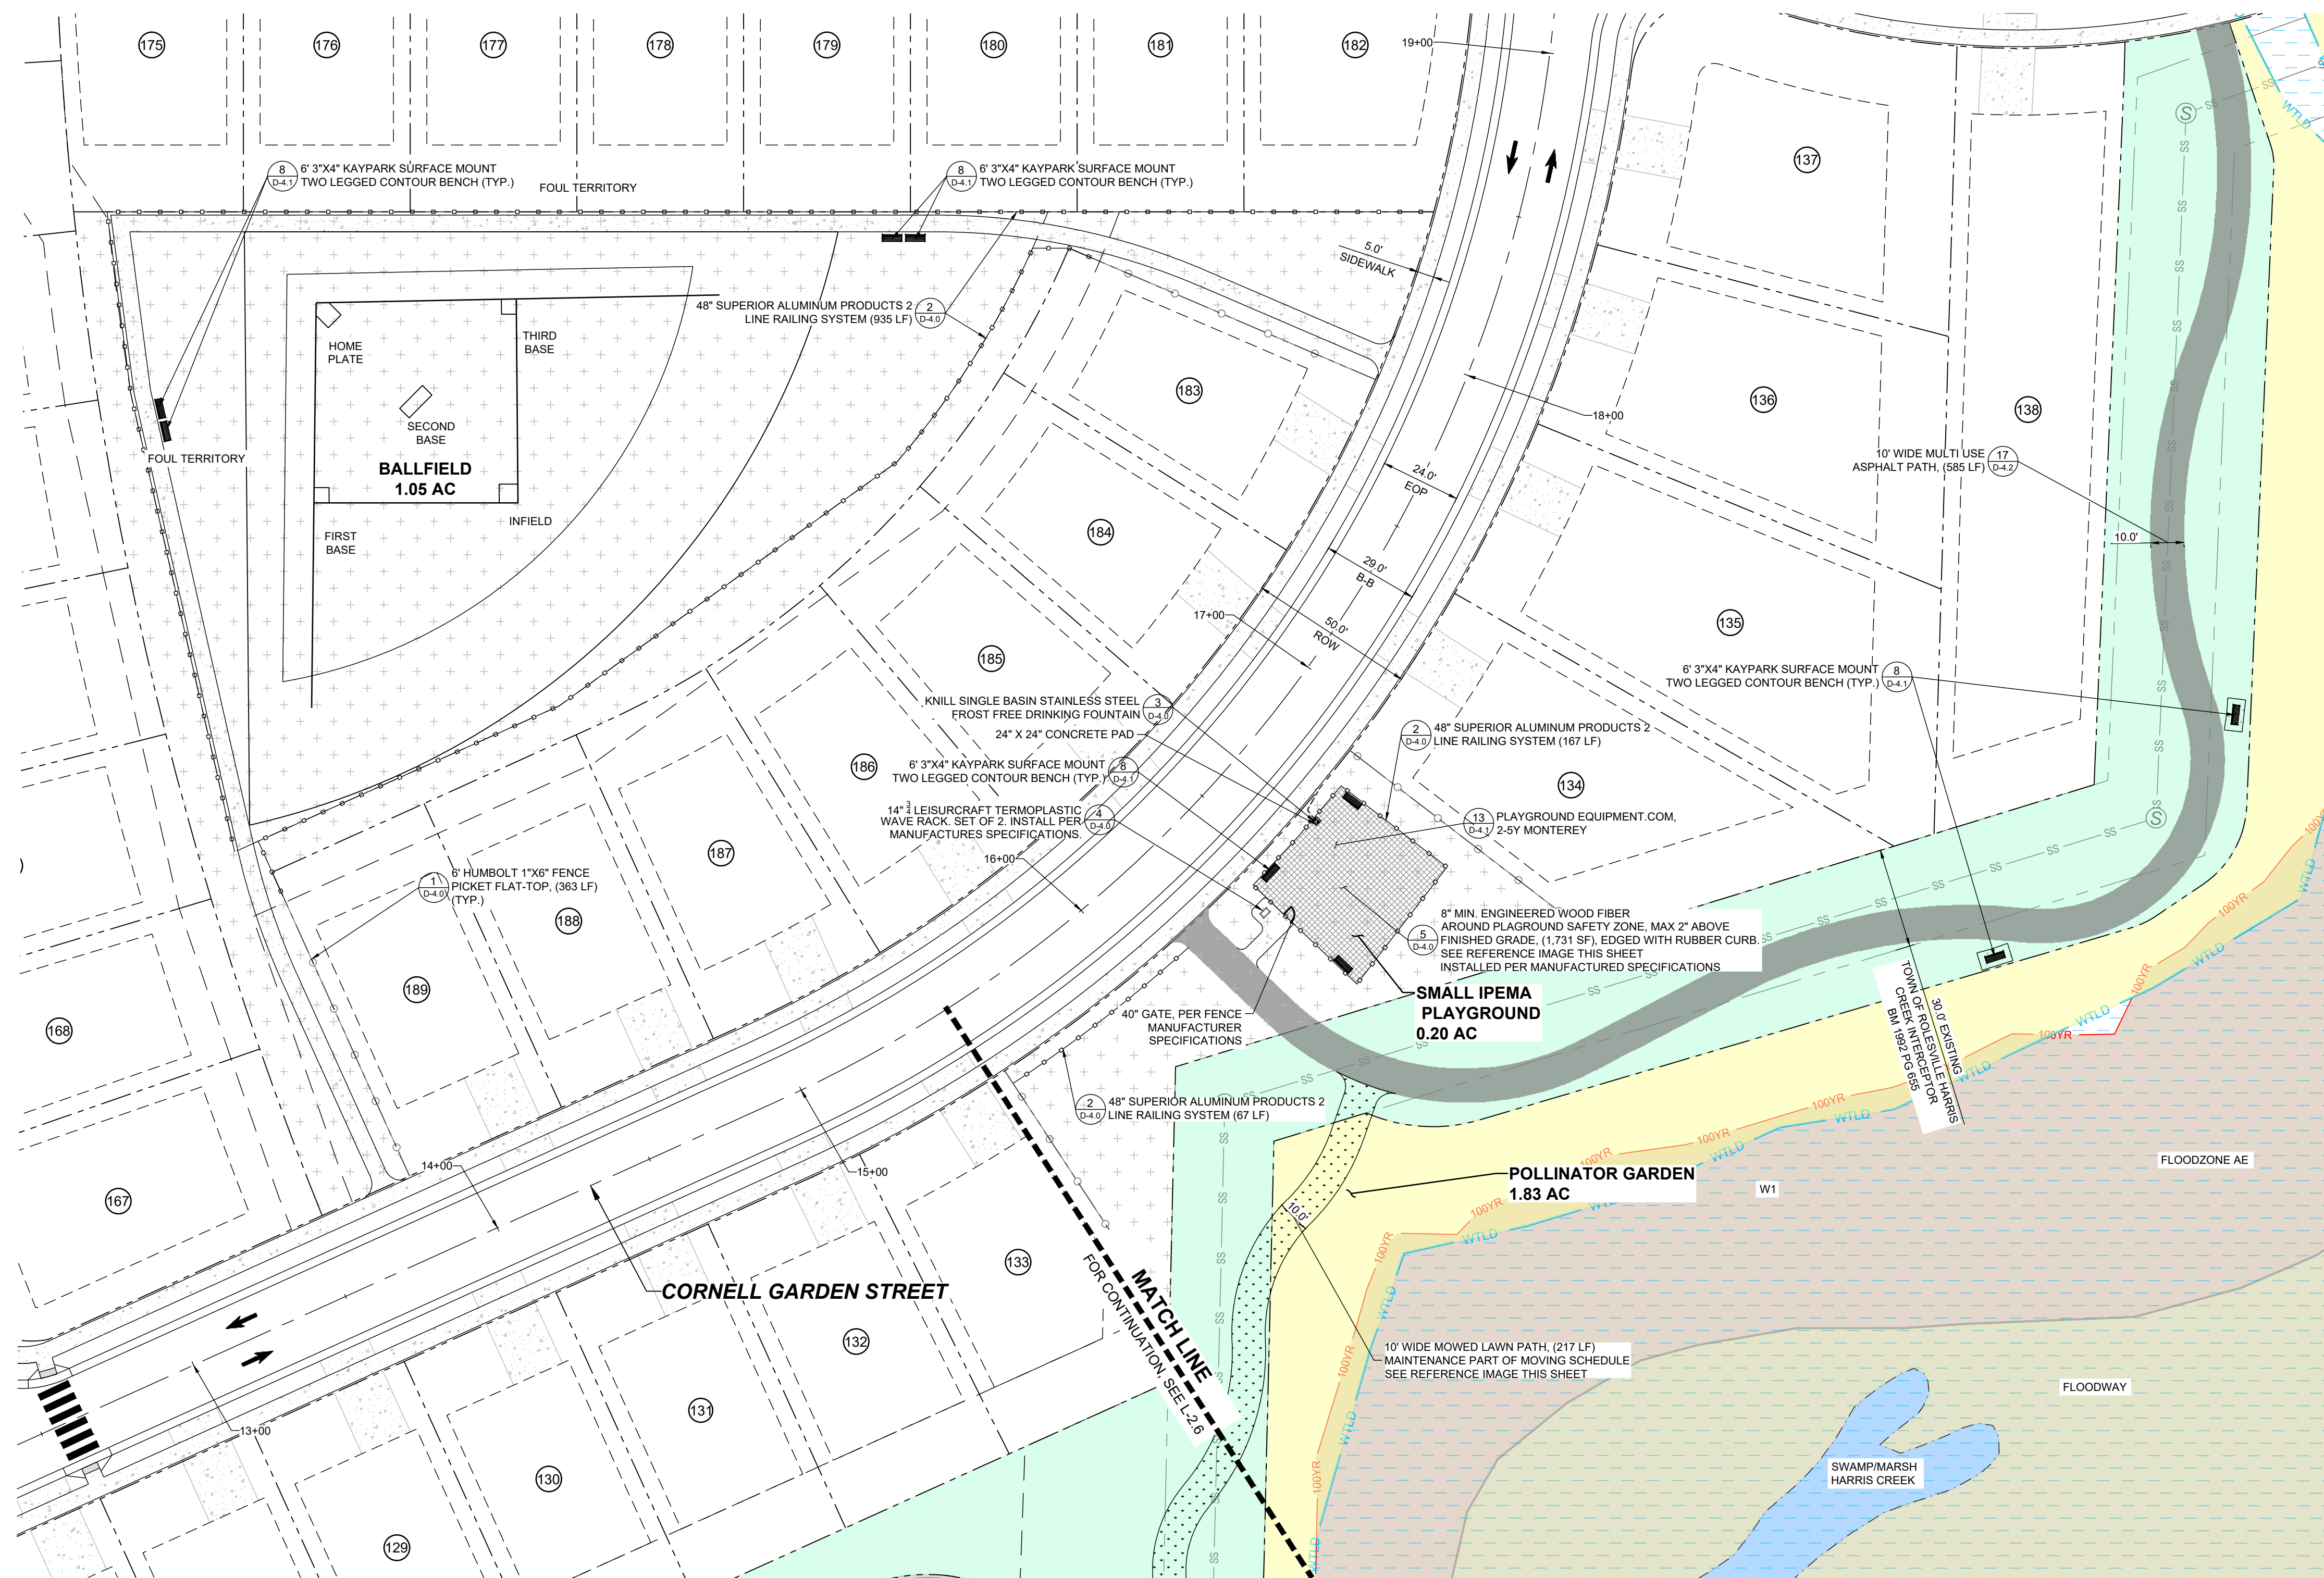 175
176
177
178
179
180
181
182
19+00
137
8
D-4.1
6' 3"X4" KAYPARK SURFACE MOUNT
TWO LEGGED CONTOUR BENCH (TYP.)
FOUL TERRITORY
8
D-4.1
6' 3"X4" KAYPARK SURFACE MOUNT
TWO LEGGED CONTOUR BENCH (TYP.)
5.0'
SIDEWALK
48" SUPERIOR ALUMINUM PRODUCTS 2
LINE RAILING SYSTEM (935 LF)
2
D-4.0
HOME
PLATE
THIRD
BASE
SECOND
BASE
FOUL TERRITORY
BALLFIELD
1.05 AC
INFIELD
FIRST
BASE
183
184
185
186
187
188
189
136
138
18+00
24.0'
EOP
29.0'
B-B
50.0'
ROW
17+00
10' WIDE MULTI USE
ASPHALT PATH, (585 LF)
17
D-4.2
10.0'
135
6' 3"X4" KAYPARK SURFACE MOUNT
TWO LEGGED CONTOUR BENCH (TYP.)
8
D-4.1
KNILL SINGLE BASIN STAINLESS STEEL
FROST FREE DRINKING FOUNTAIN
3
D-4.0
24" X 24" CONCRETE PAD
2
D-4.0
48" SUPERIOR ALUMINUM PRODUCTS 2
LINE RAILING SYSTEM (167 LF)
6' 3"X4" KAYPARK SURFACE MOUNT
TWO LEGGED CONTOUR BENCH (TYP.)
8
D-4.1
134
14" 3/4 LEISURCRAFT TERMOPLASTIC
WAVE RACK. SET OF 2. INSTALL PER
MANUFACTURES SPECIFICATIONS.
4
D-4.0
13
D-4.1
PLAYGROUND EQUIPMENT.COM,
2-5Y MONTEREY
16+00
1
D-4.0
6' HUMBOLT 1"X6" FENCE
PICKET FLAT-TOP, (363 LF)
(TYP.)
5
D-4.0
8" MIN. ENGINEERED WOOD FIBER
AROUND PLAGROUND SAFETY ZONE, MAX 2" ABOVE
FINISHED GRADE, (1,731 SF), EDGED WITH RUBBER CURB.
SEE REFERENCE IMAGE THIS SHEET
INSTALLED PER MANUFACTURED SPECIFICATIONS
SMALL IPEMA
PLAYGROUND
0.20 AC
40" GATE, PER FENCE
MANUFACTURER
SPECIFICATIONS
30.0' EXISTING
TOWN OF ROLESVILLE HARRIS
CREEK INTERCEPTOR
BM 1992 PG 655
168
167
2
D-4.0
48" SUPERIOR ALUMINUM PRODUCTS 2
LINE RAILING SYSTEM (67 LF)
14+00
15+00
POLLINATOR GARDEN
1.83 AC
10.0'
FLOODZONE AE
W1
133
132
131
130
129
CORNELL GARDEN STREET
MATCH LINE
FOR CONTINUATION, SEE L-2.6
13+00
10' WIDE MOWED LAWN PATH, (217 LF)
MAINTENANCE PART OF MOVING SCHEDULE
SEE REFERENCE IMAGE THIS SHEET
FLOODWAY
SWAMP/MARSH
HARRIS CREEK
SS
S
100YR
WTLD